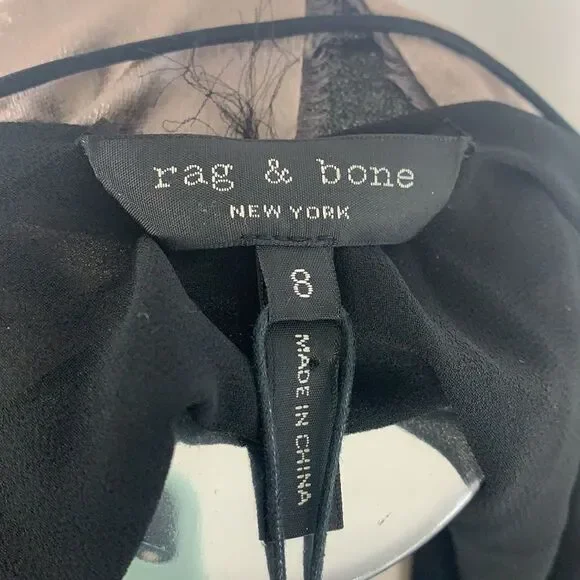 rag & bone
NEW YORK
8
MADE IN CHINA